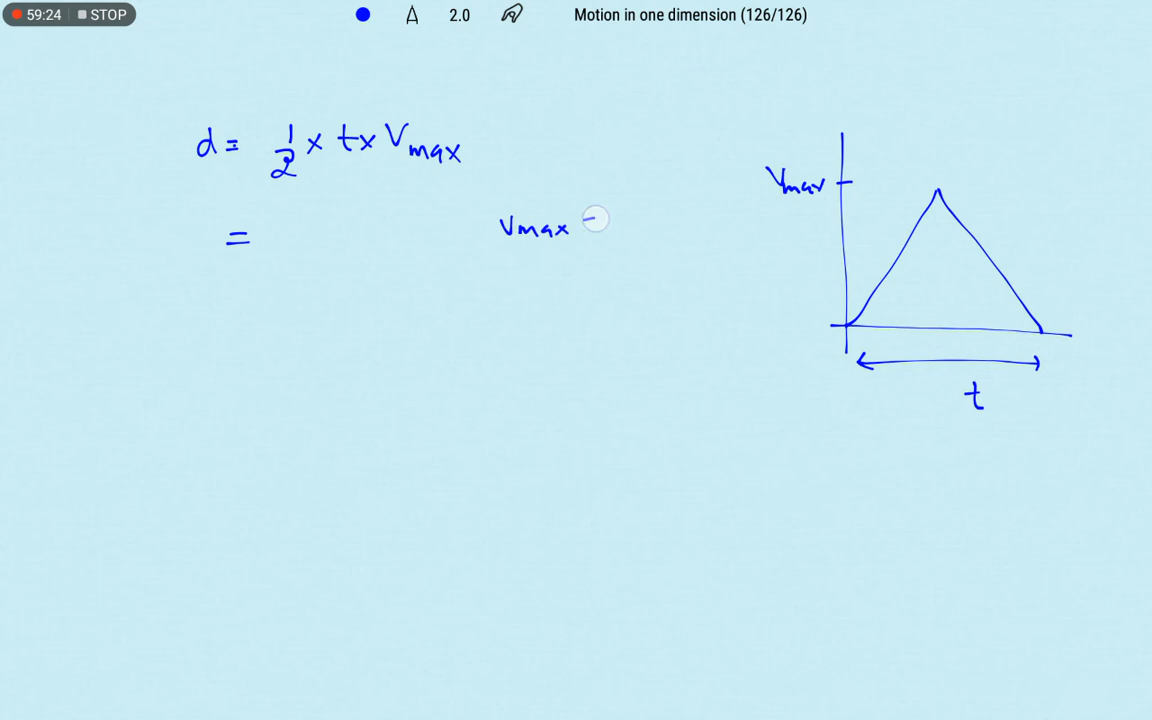 59:24 STOP
2.0
Motion in one dimension (126/126)
d = 1/2 x t x Vmax
=
Vmax -
Vmax
t